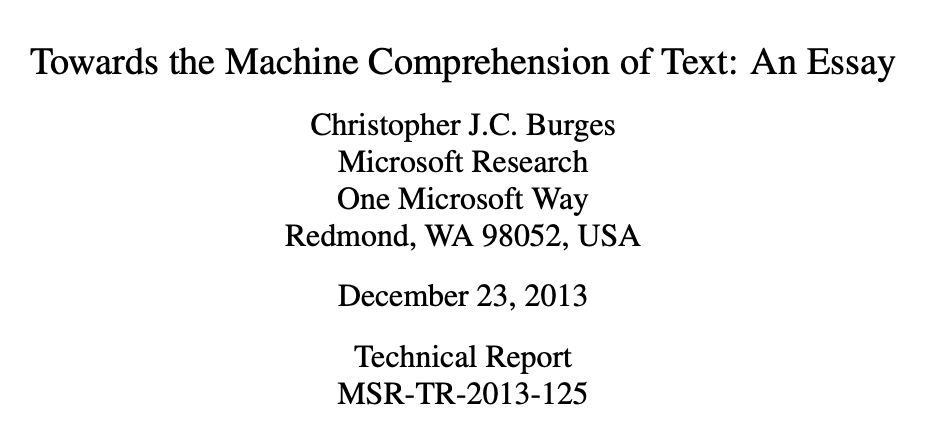 Towards the Machine Comprehension of Text: An Essay
Christopher J.C. Burges
Microsoft Research
One Microsoft Way
Redmond, WA 98052, USA
December 23, 2013
Technical Report
MSR-TR-2013-125